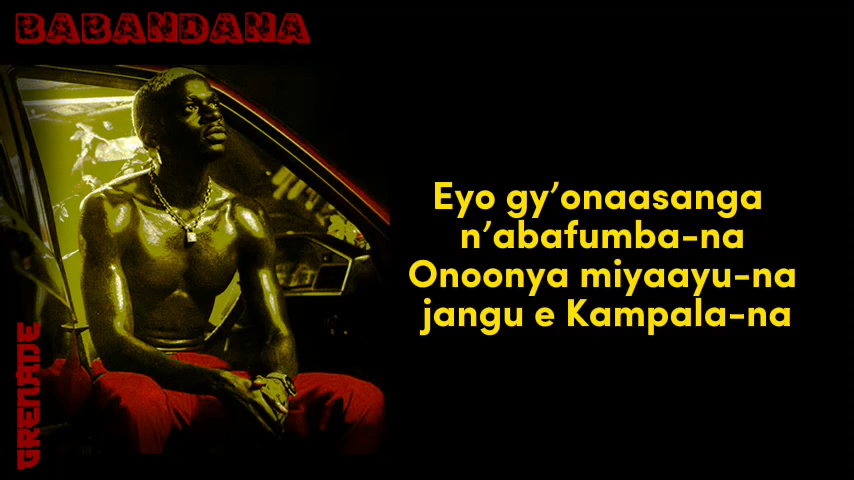 BABANDANA
GRENADE
Eyo gy’onaasanga
n’abafumba-na
Onoonya miyaayu-na
jangu e Kampala-na